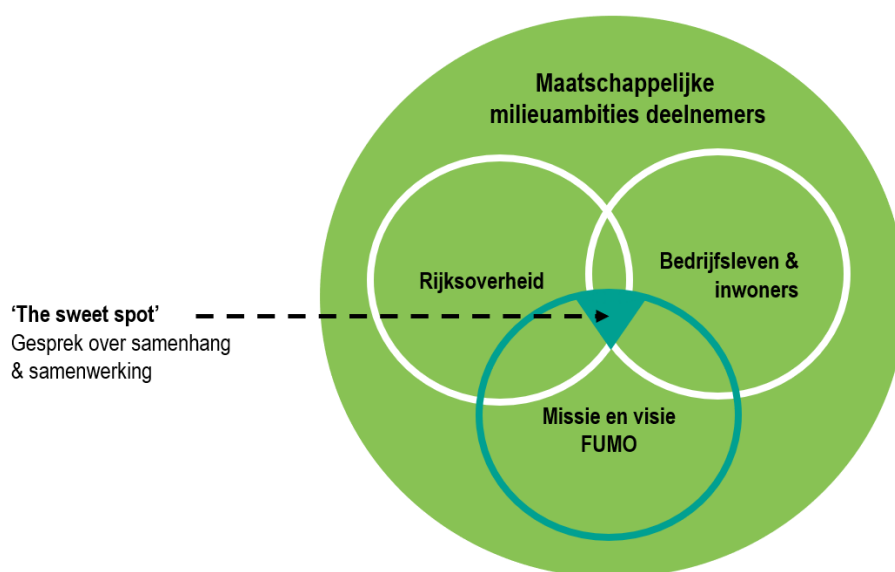 Maatschappelijke
milieuambities deelnemers
Rijksoverheid
Bedrijfsleven &
inwoners
‘The sweet spot’
Gesprek over samenhang
& samenwerking
Missie en visie
FUMO